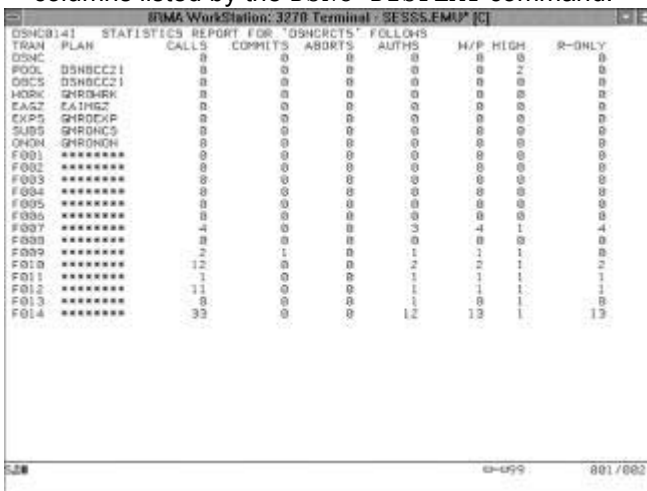 columns listed by the DSNC DISPLAY command.
IRMA WorkStation: 3270 Terminal - SESS5.EMU* [C]
DSNC014I STATISTICS REPORT FOR 'DSNCRCTS' FOLLOWS
TRAN PLAN CALLS COMMITS ABORTS AUTHS W/P HIGH R-ONLY
DSNC 0 0 0 0 0 0 0
POOL DSN8CC21 0 0 0 0 0 2 0
D8CS DSN8CC21 0 0 0 0 0 0 0
WORK GMROWRK 0 0 0 0 0 0 0
EAGZ EAIMGZ 0 0 0 0 0 0 0
EXPS GMROEXP 0 0 0 0 0 0 0
SUBS GMRONCS 0 0 0 0 0 0 0
ONON GMRONON 0 0 0 0 0 0 0
F001 ******** 0 0 0 0 0 0 0
F002 ******** 0 0 0 0 0 0 0
F003 ******** 0 0 0 0 0 0 0
F004 ******** 0 0 0 0 0 0 0
F005 ******** 0 0 0 0 0 0 0
F006 ******** 0 0 0 0 0 0 0
F007 ******** 4 0 0 3 4 1 4
F008 ******** 0 0 0 0 0 0 0
F009 ******** 2 1 0 1 1 1 0
F010 ******** 12 0 0 2 2 1 2
F011 ******** 1 0 0 1 1 1 1
F012 ******** 11 0 0 1 1 1 1
F013 ******** 8 0 0 1 8 1 8
F014 ******** 33 0 0 12 13 1 13
001/002